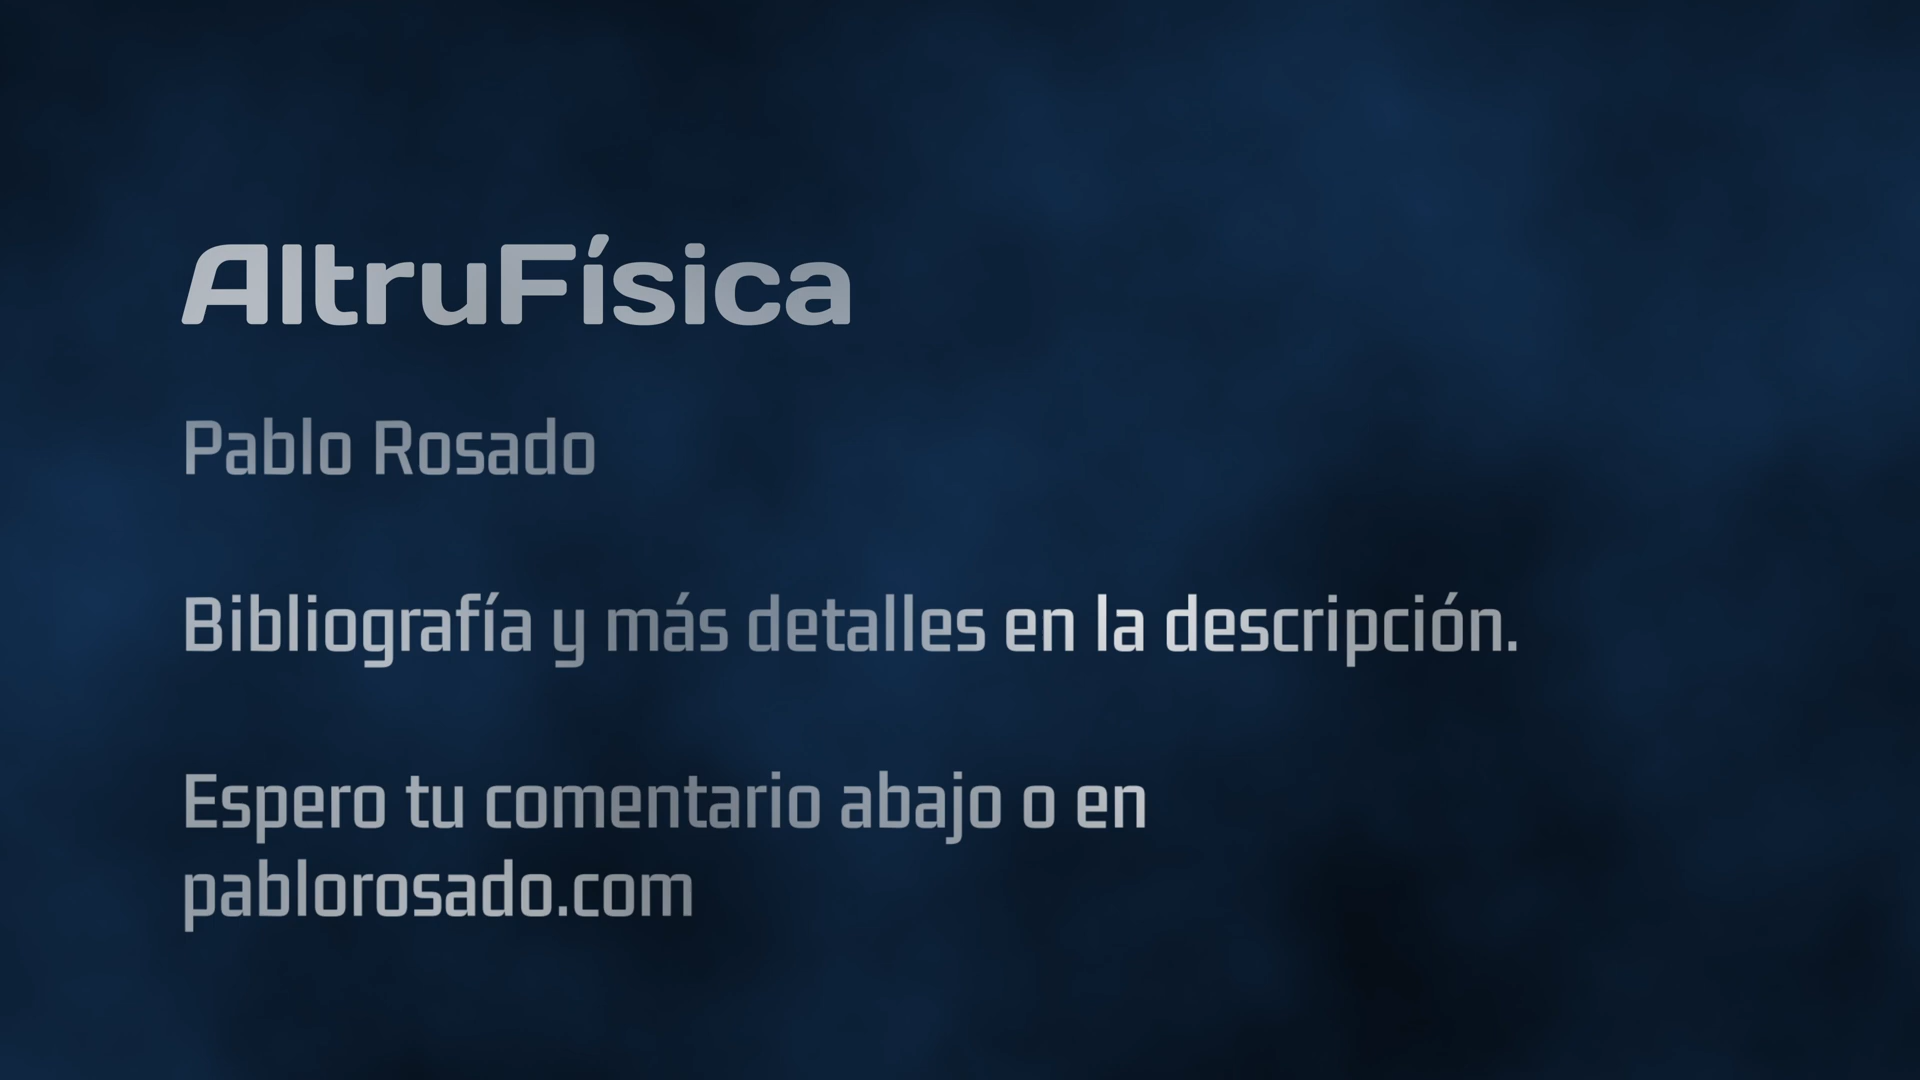 AltruFísica
Pablo Rosado
Bibliografía y más detalles en la descripción.
Espero tu comentario abajo o en
pablorosado.com